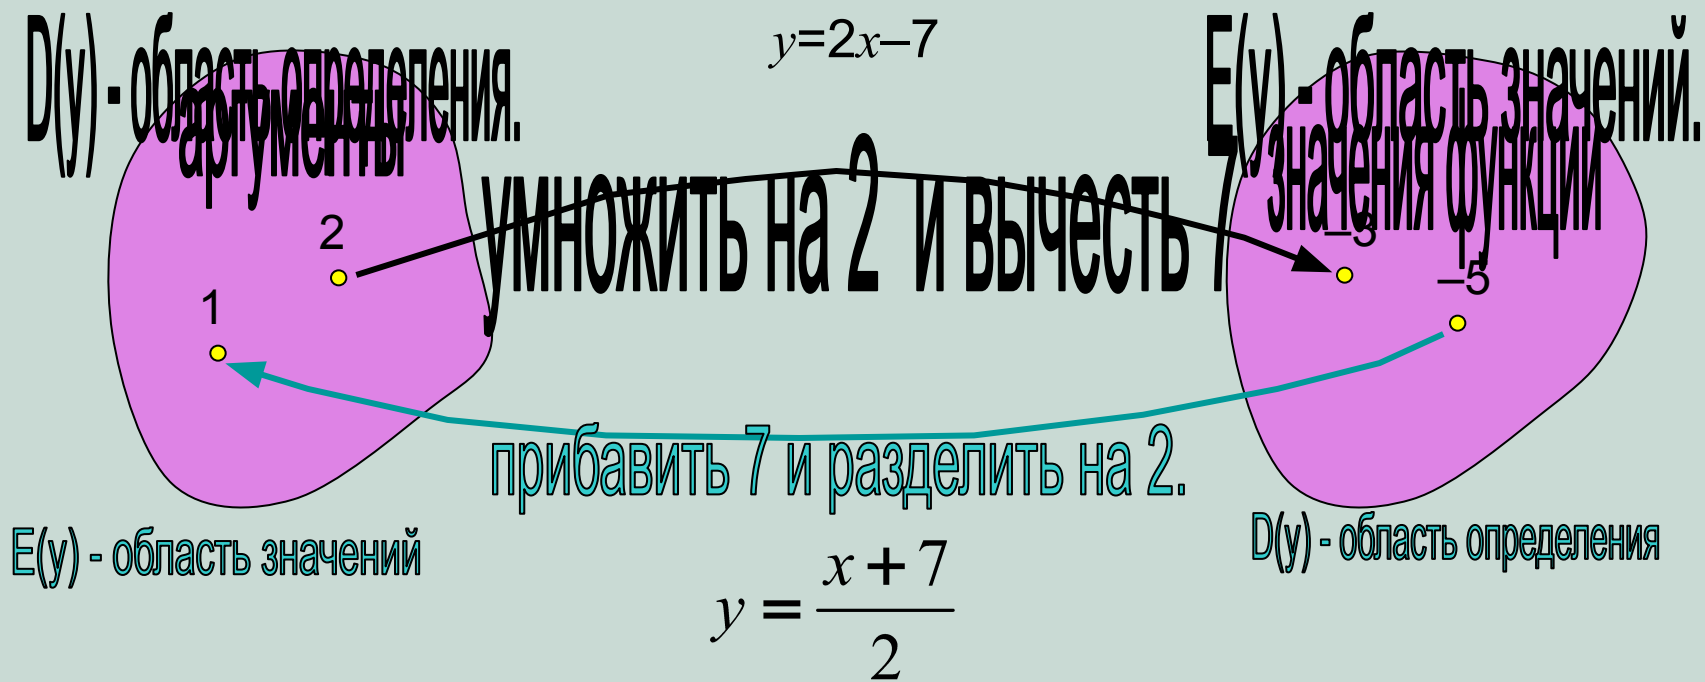 y=2x–7
D(y) - область определения.
аргументы
E(y) - область значений.
значения функции
умножить на 2 и вычесть 7
2
1
–3
–5
прибавить 7 и разделить на 2.
E(y) - область значений
D(y) - область определения
y = \frac{x + 7}{2}